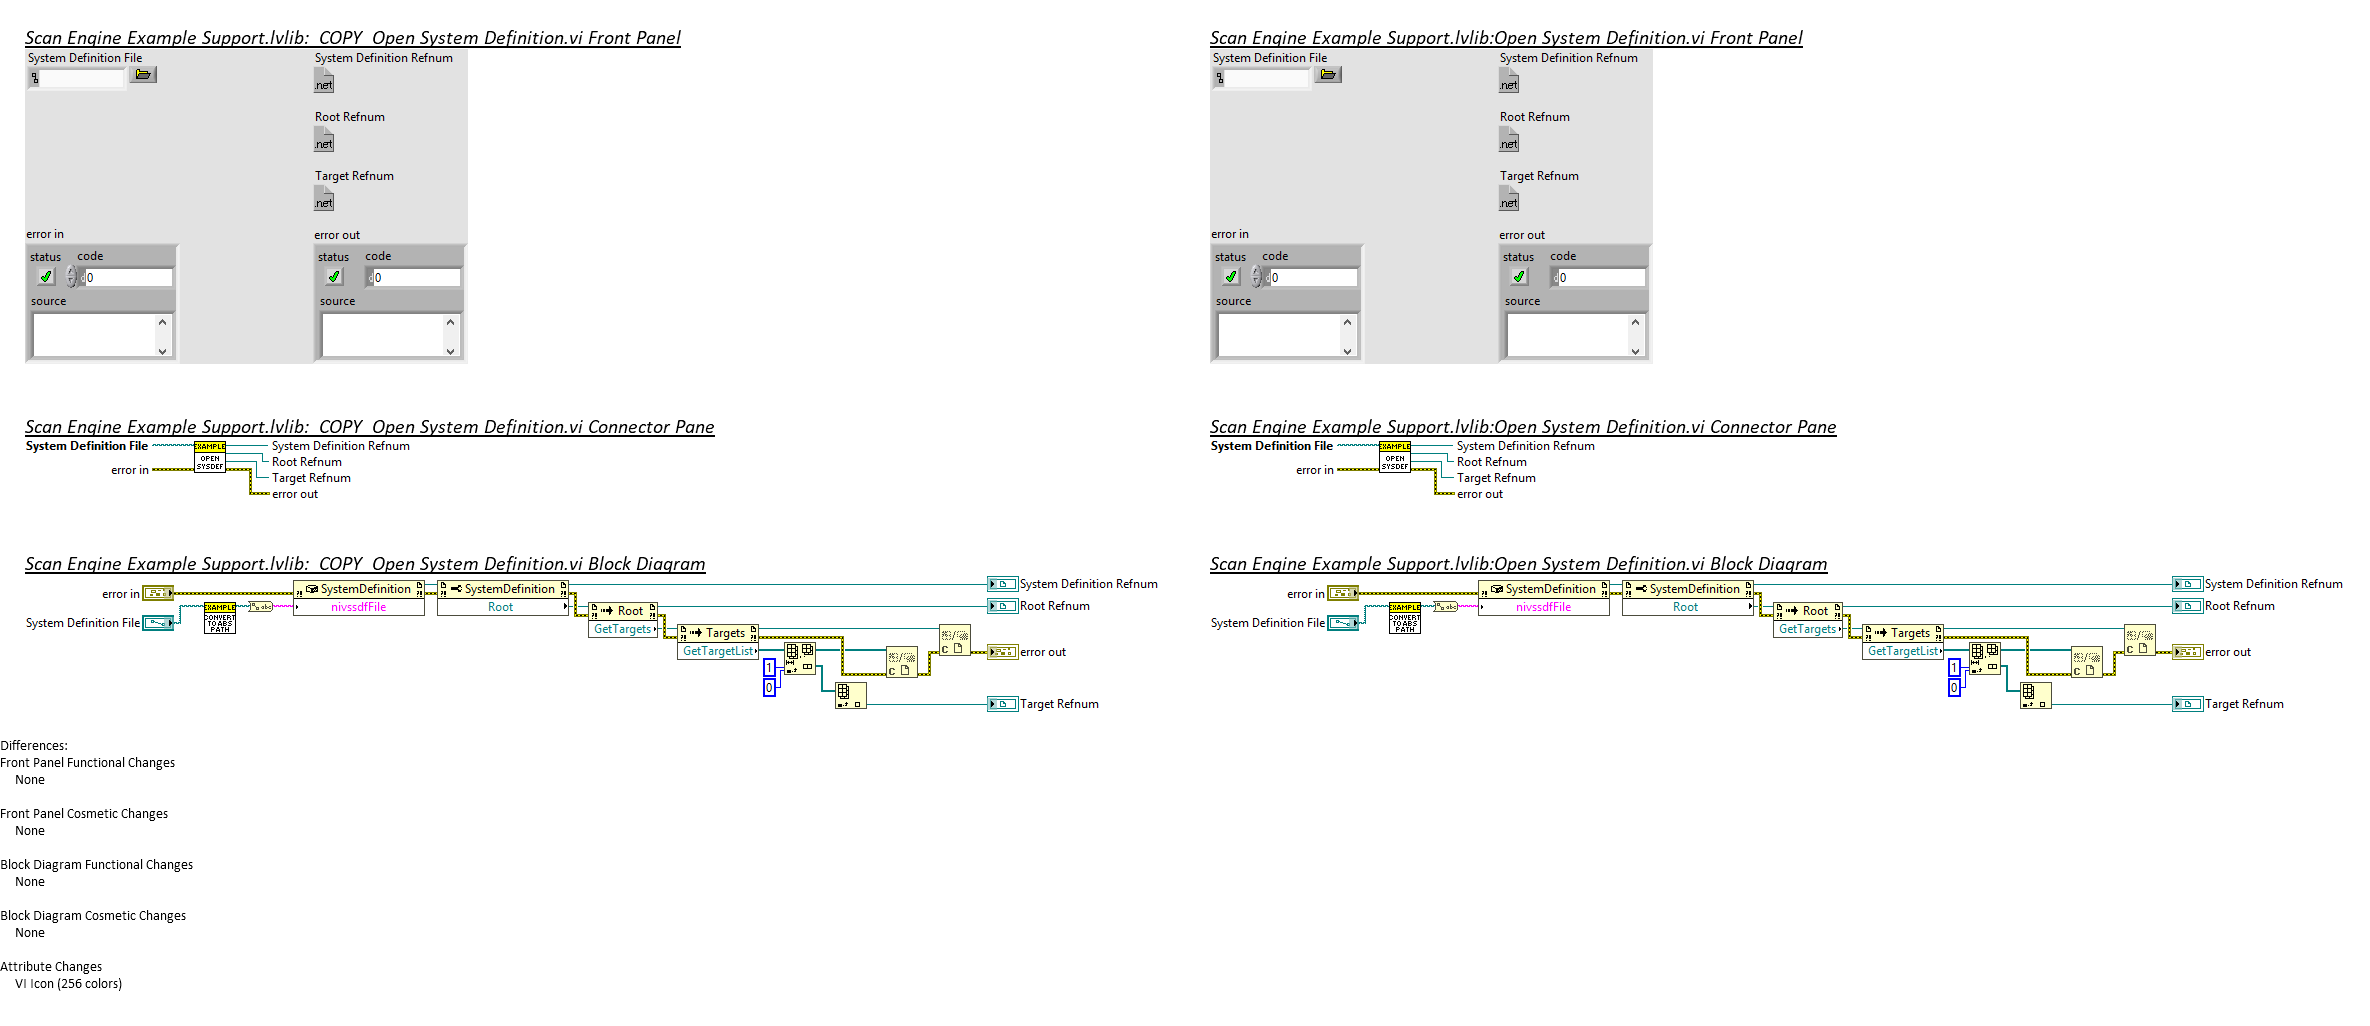 Scan Engine Example Support.lvlib:  COPY  Open System Definition.vi Front Panel
System Definition File
System Definition Refnum
.net
Root Refnum
.net
Target Refnum
.net
error in
error out
status code
0
source
status code
0
source
Scan Engine Example Support.lvlib:  COPY  Open System Definition.vi Connector Pane
System Definition File
EXAMPLE
OPEN
SYSDEF
System Definition Refnum
Root Refnum
error in
Target Refnum
error out
Scan Engine Example Support.lvlib:  COPY  Open System Definition.vi Block Diagram
error in
System Definition File
EXAMPLE
CONVERT
TO ABS
PATH
abc
SystemDefinition
nivssdfFile
SystemDefinition
Root
Root
GetTargets
Targets
GetTargetList
1
0
C
C
System Definition Refnum
Root Refnum
error out
Target Refnum
Scan Engine Example Support.lvlib:Open System Definition.vi Front Panel
System Definition File
System Definition Refnum
.net
Root Refnum
.net
Target Refnum
.net
error in
error out
status code
0
source
status code
0
source
Scan Engine Example Support.lvlib:Open System Definition.vi Connector Pane
System Definition File
EXAMPLE
OPEN
SYSDEF
System Definition Refnum
Root Refnum
error in
Target Refnum
error out
Scan Engine Example Support.lvlib:Open System Definition.vi Block Diagram
error in
System Definition File
EXAMPLE
CONVERT
TO ABS
PATH
abc
SystemDefinition
nivssdfFile
SystemDefinition
Root
Root
GetTargets
Targets
GetTargetList
1
0
C
C
System Definition Refnum
Root Refnum
error out
Target Refnum
Differences:
Front Panel Functional Changes
None
Front Panel Cosmetic Changes
None
Block Diagram Functional Changes
None
Block Diagram Cosmetic Changes
None
Attribute Changes
VI Icon (256 colors)